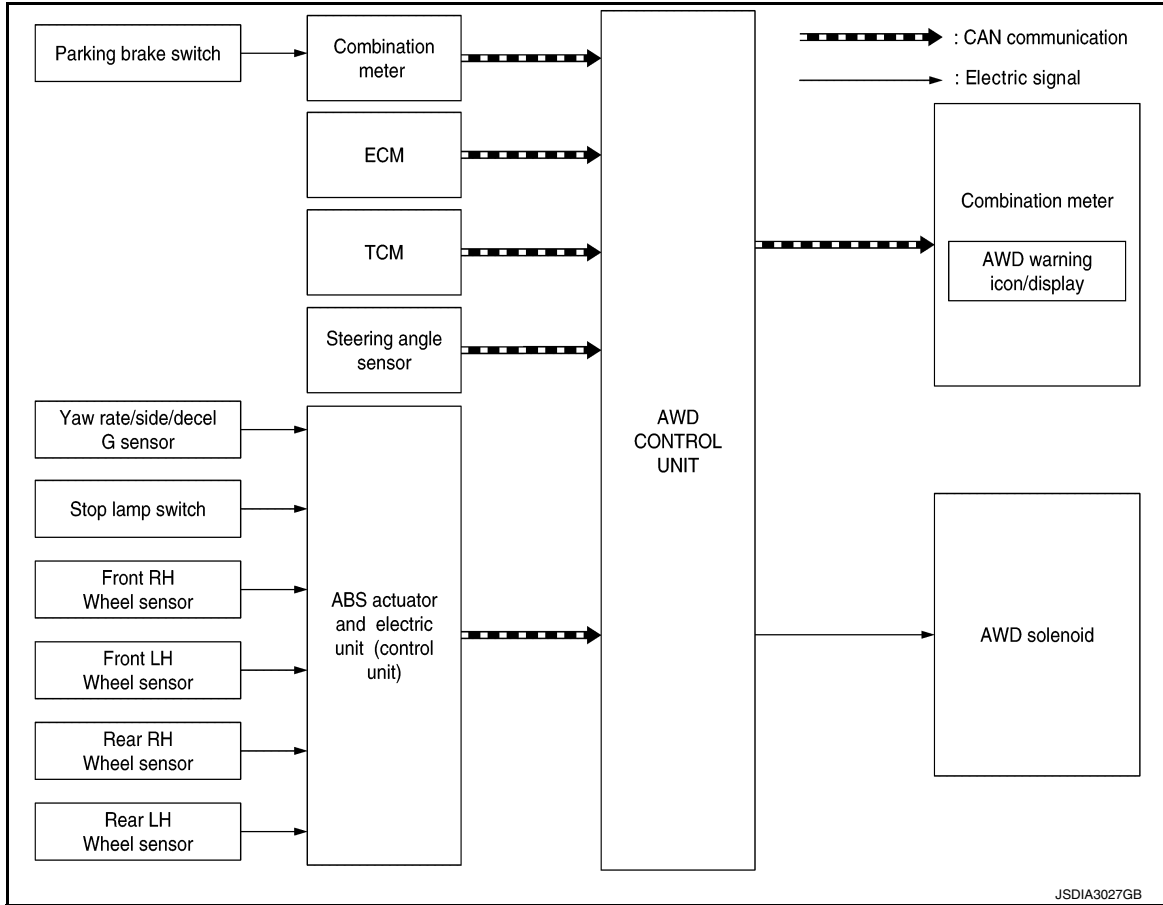 Parking brake switch
Combination
meter
: CAN communication
: Electric signal
ECM
TCM
Steering angle
sensor
Combination meter
AWD warning
icon/display
AWD
CONTROL
UNIT
Yaw rate/side/decel
G sensor
Stop lamp switch
Front RH
Wheel sensor
Front LH
Wheel sensor
Rear RH
Wheel sensor
Rear LH
Wheel sensor
ABS actuator
and electric
unit (control
unit)
AWD solenoid
JSDIA3027GB